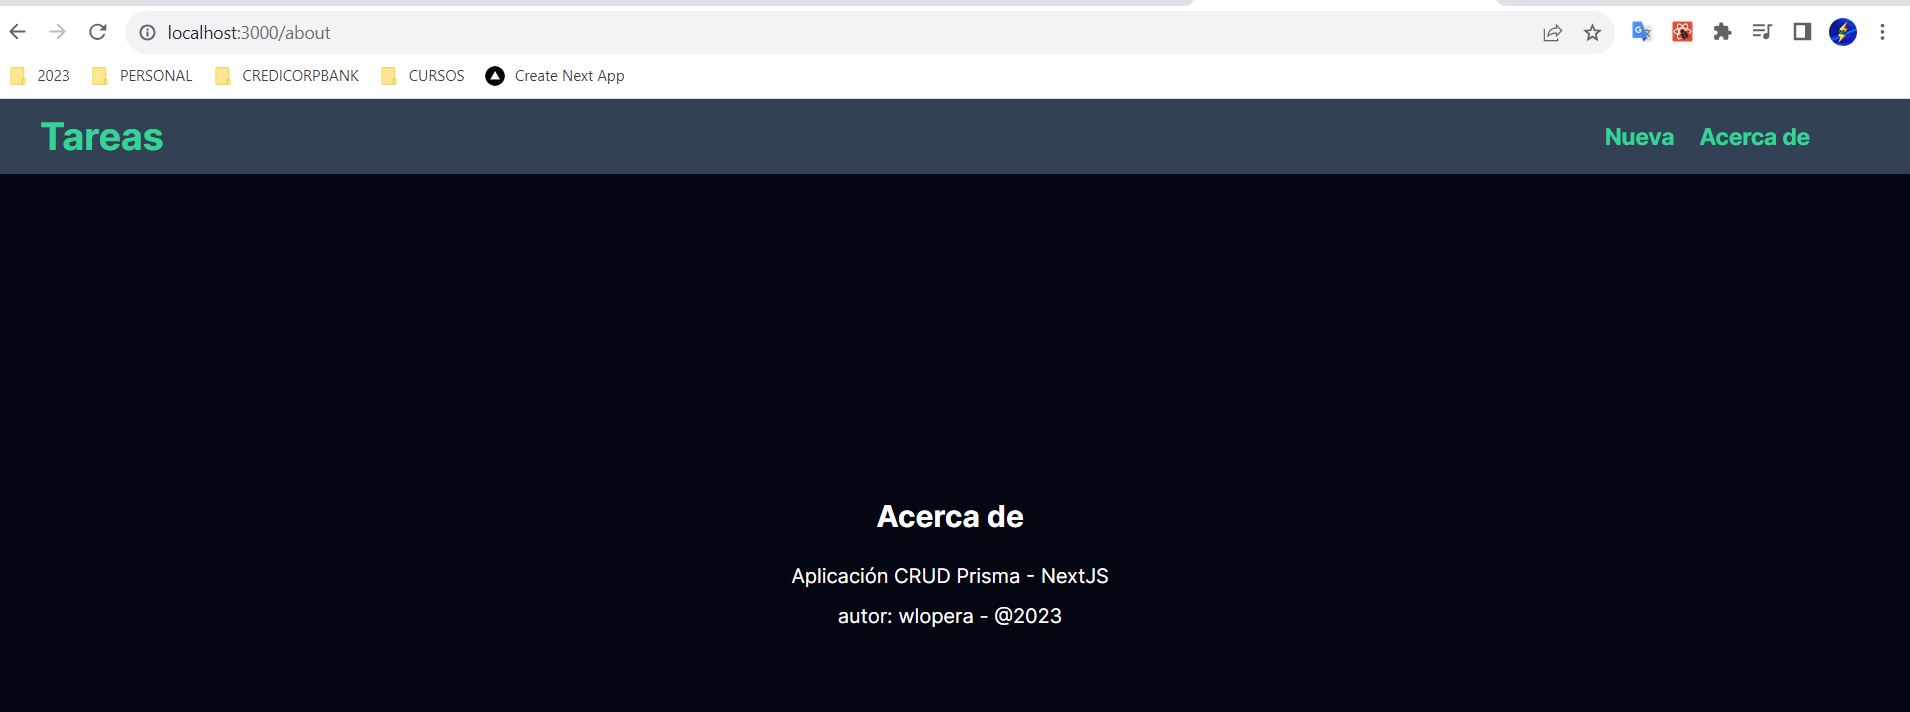 localhost:3000/about
2023 PERSONAL CREDICORPBANK CURSOS Create Next App
Tareas Nueva Acerca de
Acerca de
Aplicación CRUD Prisma - NextJS
autor: wlopera - @2023